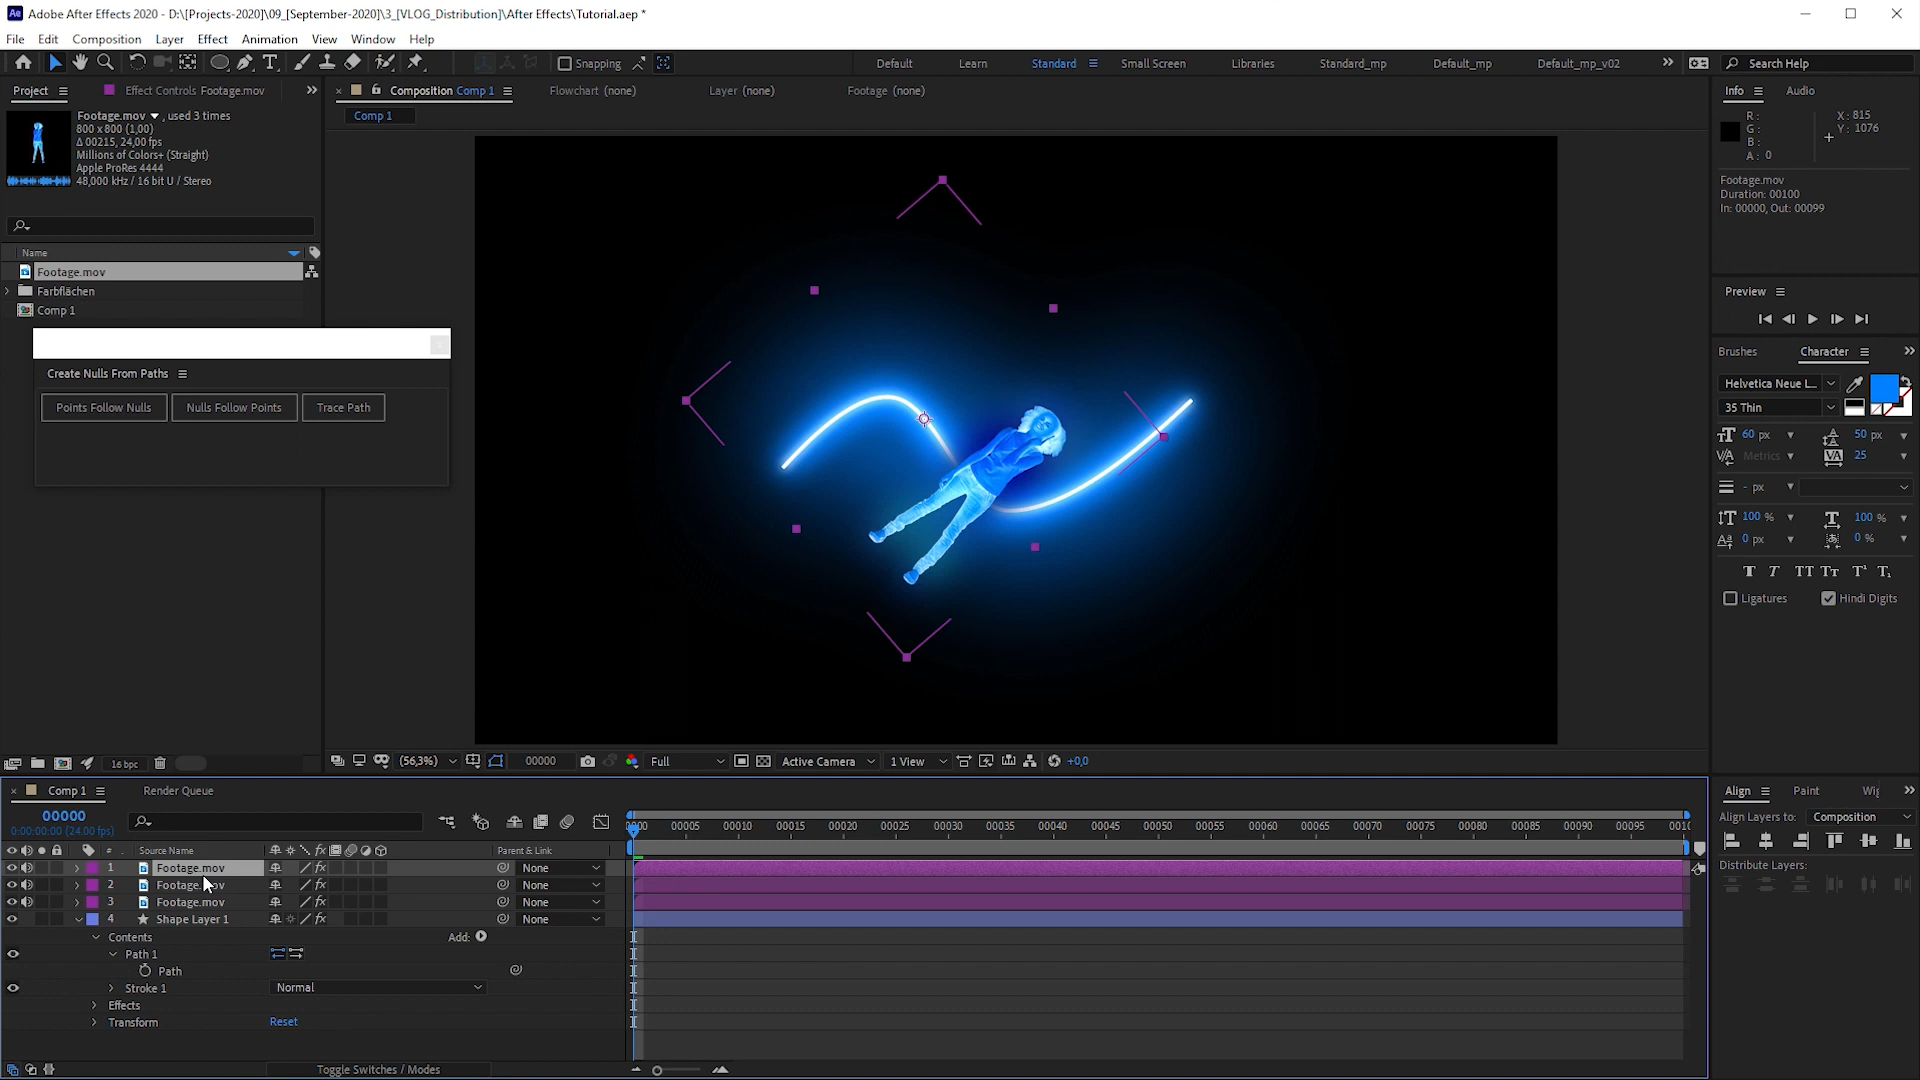 Adobe After Effects 2020 - D:\[Projects-2020]\09_[September-2020]\3_[VLOG_Distribution]\After Effects\Tutorial.aep *
File Edit Composition Layer Effect Animation View Window Help
Snapping
Default Learn Standard Small Screen Libraries Standard_mp Default_mp Default_mp_v02
Search Help
Project Effect Controls Footage.mov
Footage.mov , used 3 times
800 x 800 (1,00)
Δ 00215, 24,00 fps
Millions of Colors+ (Straight)
Apple ProRes 4444
48,000 kHz / 16 bit U / Stereo
Name
Footage.mov
Farbflächen
Comp 1
Create Nulls From Paths
Points Follow Nulls Nulls Follow Points Trace Path
16 bpc
Composition Comp 1 Flowchart (none) Layer (none) Footage (none)
Comp 1
(56,3%) 00000 Full Active Camera 1 View +0,0
Info Audio
R:
G:
B:
A: 0
X: 815
Y: 1076
Footage.mov
Duration: 00100
In: 00000, Out: 00099
Preview
Brushes Character
Helvetica Neue L...
35 Thin
60 px 50 px
Metrics 25
- px
100 % 100 %
0 px 0 %
T T TT Tt T¹ T₁
Ligatures Hindi Digits
Align Paint
Align Layers to: Composition
Distribute Layers:
Comp 1 Render Queue
00000
0:00:00:00 (24.00 fps)
00005 00010 00015 00020 00025 00030 00035 00040 00045 00050 00055 00060 00065 00070 00075 00080 00085 00090 00095
# Source Name Parent & Link
1 Footage.mov fx None
2 Footage.mov fx None
3 Footage.mov fx None
4 Shape Layer 1 fx None
Contents Add:
Path 1
Path
Stroke 1 Normal
Effects
Transform Reset
Toggle Switches / Modes